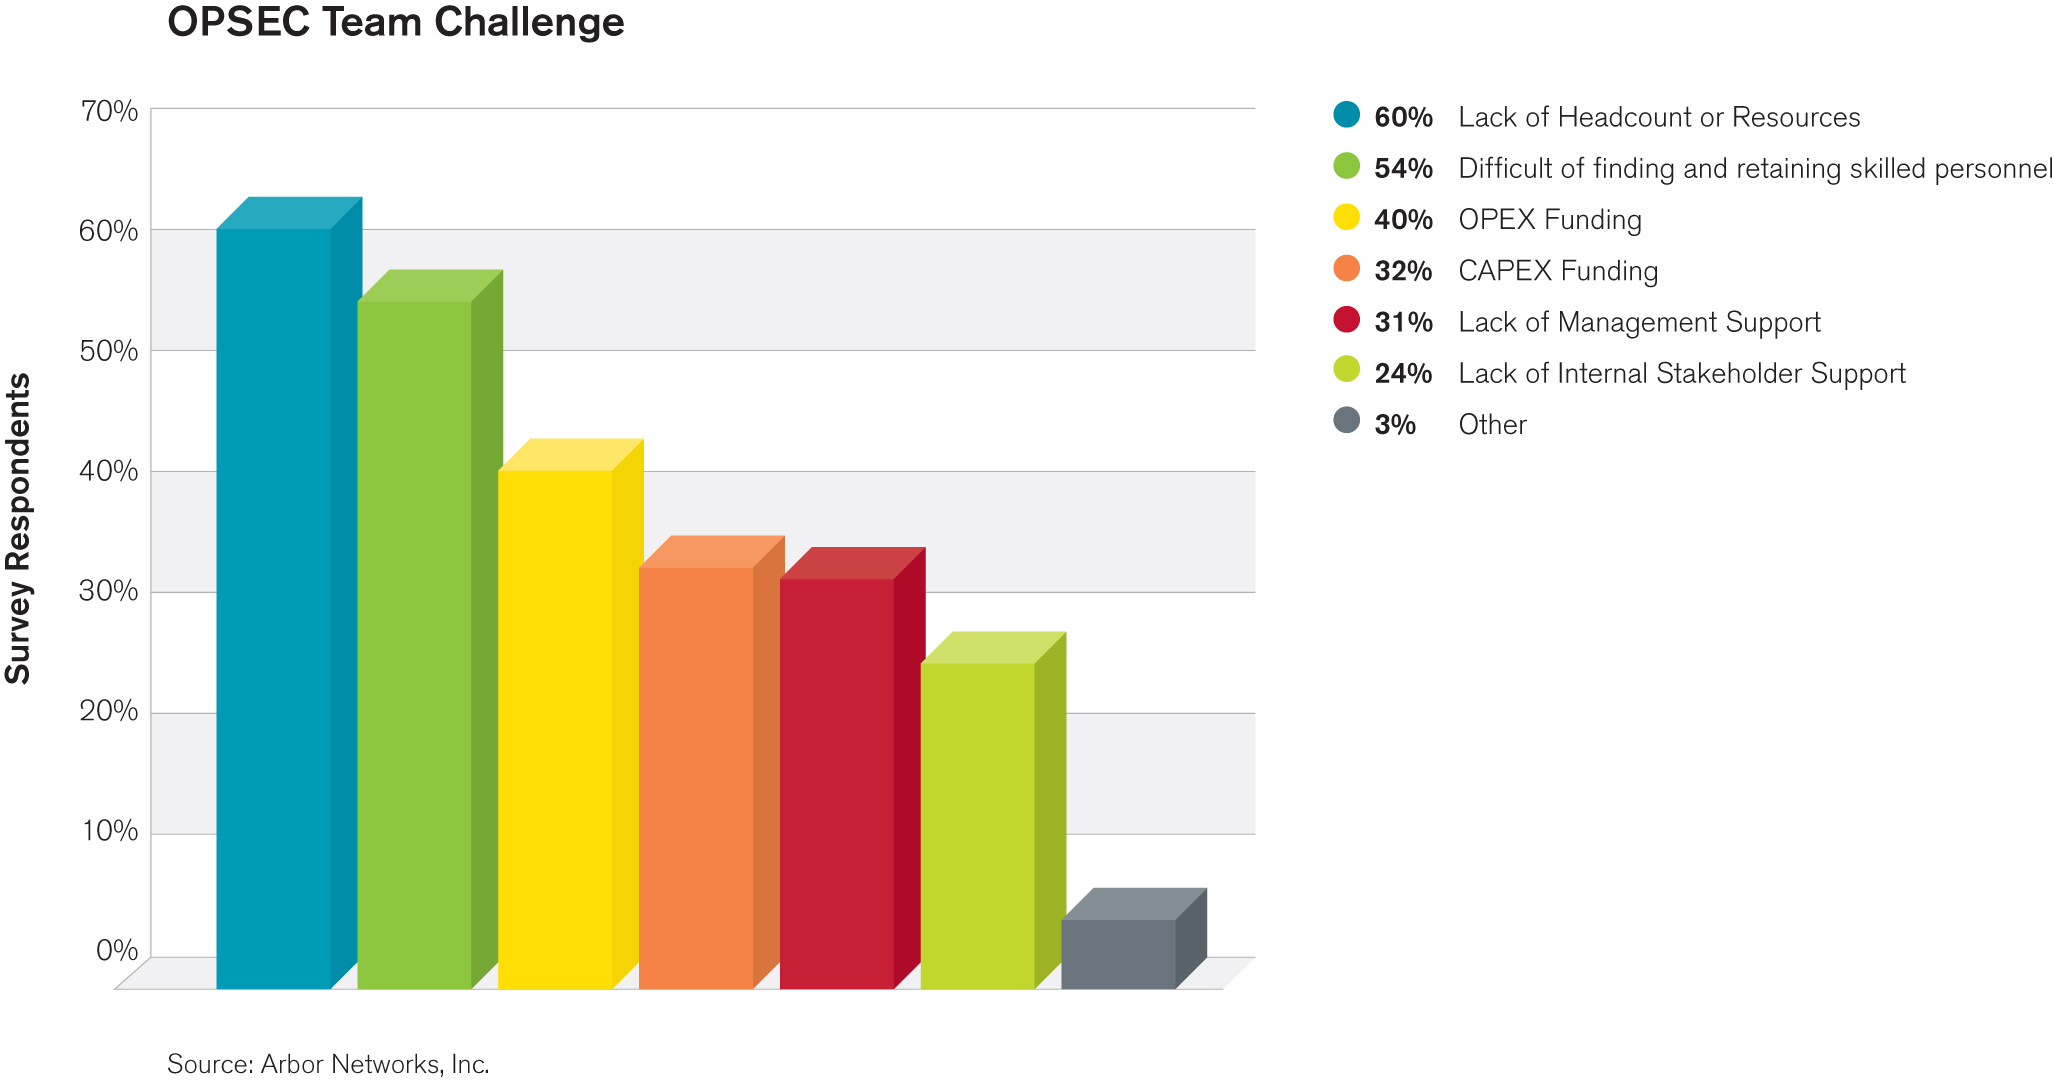 OPSEC Team Challenge
70%
60%
50%
40%
30%
20%
10%
0%
Survey Respondents
60% Lack of Headcount or Resources
54% Difficult of finding and retaining skilled personnel
40% OPEX Funding
32% CAPEX Funding
31% Lack of Management Support
24% Lack of Internal Stakeholder Support
3% Other
Source: Arbor Networks, Inc.